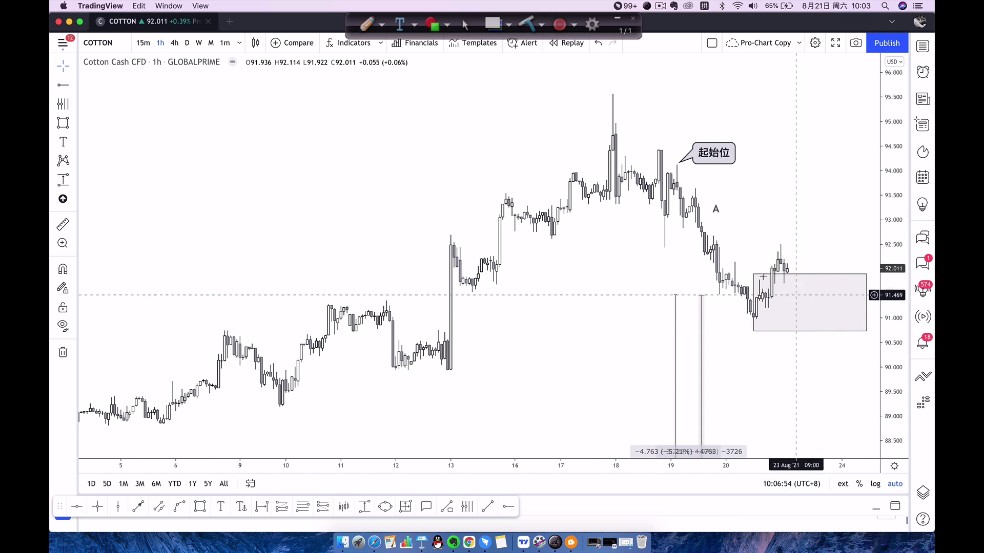 TradingView Edit Window View
99+ 66% 8月21日 周六 10:03
COTTON ▲ 92.011 +0.39% Pr
1/1
COTTON 15m 1h 4h D W M 1m Compare Indicators Financials Templates Alert Replay Pro-Chart Copy Publish
Cotton Cash CFD · 1h · GLOBALPRIME O91.936 H92.114 L91.922 C92.011 +0.055 (+0.06%)
USD
96.000
95.500
95.000
94.500
起始位
94.000
93.500
A
93.000
92.500
92.011
91.469
91.000
90.500
90.000
89.500
89.000
88.500
5 6 7 8 9 10 11 12 13 15 16 17 18 19 20 23 Aug '21 09:00 24
1D 5D 1M 3M 6M YTD 1Y 5Y All 10:06:54 (UTC+8) ext % log auto